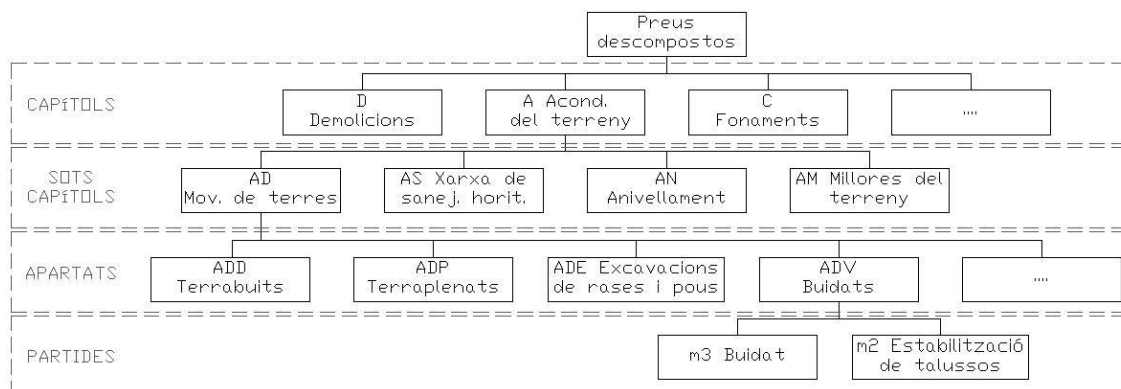 Preus
descompostos
CAPíTOLS
D
Demolicions
A Acond.
del terreny
C
Fonaments
....
SOTS
CAPíTOLS
AD
Mov. de terres
AS Xarxa de
sanej. horit.
AN
Anivellament
AM Millores del
terreny
APARTATS
ADD
Terrabuits
ADP
Terraplenats
ADE Excavacions
de rases i pous
ADV
Buidats
....
PARTIDES
m3 Buidat
m2 Estabilització
de talussos